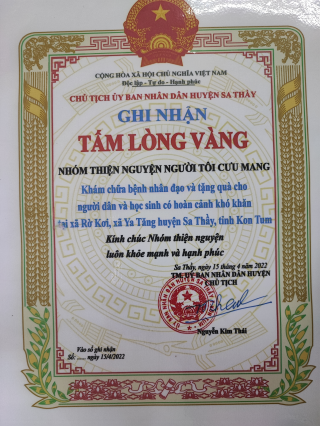 CỘNG HÒA XÃ HỘI CHỦ NGHĨA VIỆT NAM
Độc lập - Tự do - Hạnh phúc
CHỦ TỊCH ỦY BAN NHÂN DÂN HUYỆN SA THẦY
GHI NHẬN
TẤM LÒNG VÀNG
NHÓM THIỆN NGUYỆN NGƯỜI TÔI CƯU MANG
Khám chữa bệnh nhân đạo và tặng quà cho
người dân và học sinh có hoàn cảnh khó khăn
tại xã Rờ Kơi, xã Ya Tăng huyện Sa Thầy, tỉnh Kon Tum
Kính chúc Nhóm thiện nguyện
luôn khỏe mạnh và hạnh phúc
Sa Thầy, ngày 15 tháng 4 năm 2022
TM. ỦY BAN NHÂN DÂN HUYỆN
CHỦ TỊCH
Nguyễn Kim Thái
Vào sổ ghi nhận
Số: ...... ngày 15/4/2022